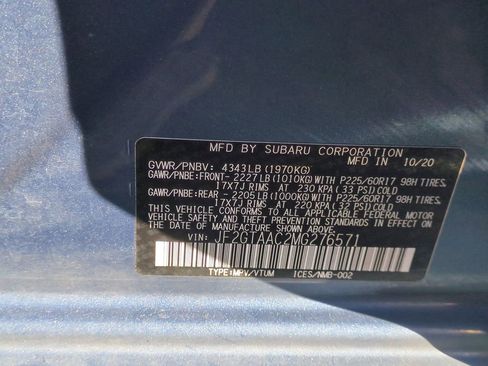 MFD BY SUBARU CORPORATION
GVWR/PNBV: 4343LB(1970KG) MFD IN 10/20
GAWR/PNBE:FRONT- 2227LB(1010KG)WITH P225/60R17 98H TIRES,
17X7J RIMS AT 230 KPA(33 PSI)COLD
GAWR/PNBE:REAR - 2205LB(1000KG)WITH P225/60R17 98H TIRES,
17X7J RIMS AT 220 KPA(32 PSI)COLD
THIS VEHICLE CONFORMS TO ALL APPLICABLE FEDERAL MOTOR
VEHICLE SAFETY STANDARDS IN EFFECT ON THE DATE OF
MANUFACTURE SHOWN ABOVE.
VIN: JF2GTAAC2MG276571
TYPE:MPV/VTUM ICES/NMB-002